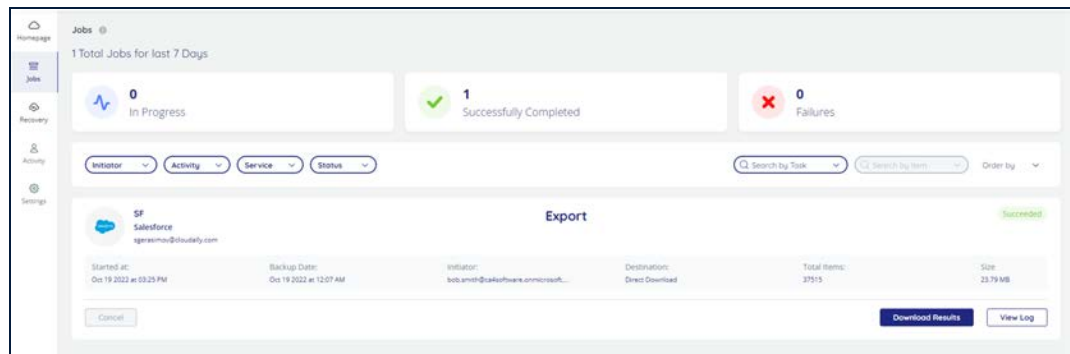 Homepage
Jobs
Recovery
Activity
Settings
Jobs
1 Total Jobs for last 7 Days
0
In Progress
1
Successfully Completed
0
Failures
Initiator
Activity
Service
Status
Search by Task
Search by Item
Order by
SF
Salesforce
sgerasimov@cloudally.com
Export
Succeeded
Started at:
Oct 19 2022 at 03:25 PM
Backup Date:
Oct 19 2022 at 12:07 AM
Initiator:
bob.smith@ca4software.onmicrosoft....
Destination:
Direct Download
Total Items:
37515
Size
23.79 MB
Cancel
Download Results
View Log